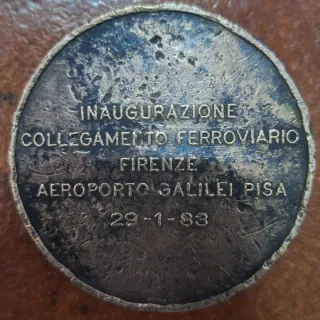 INAUGURAZIONE
COLLEGAMENTO FERROVIARIO
FIRENZE
AEROPORTO GALILEI PISA
29-1-83